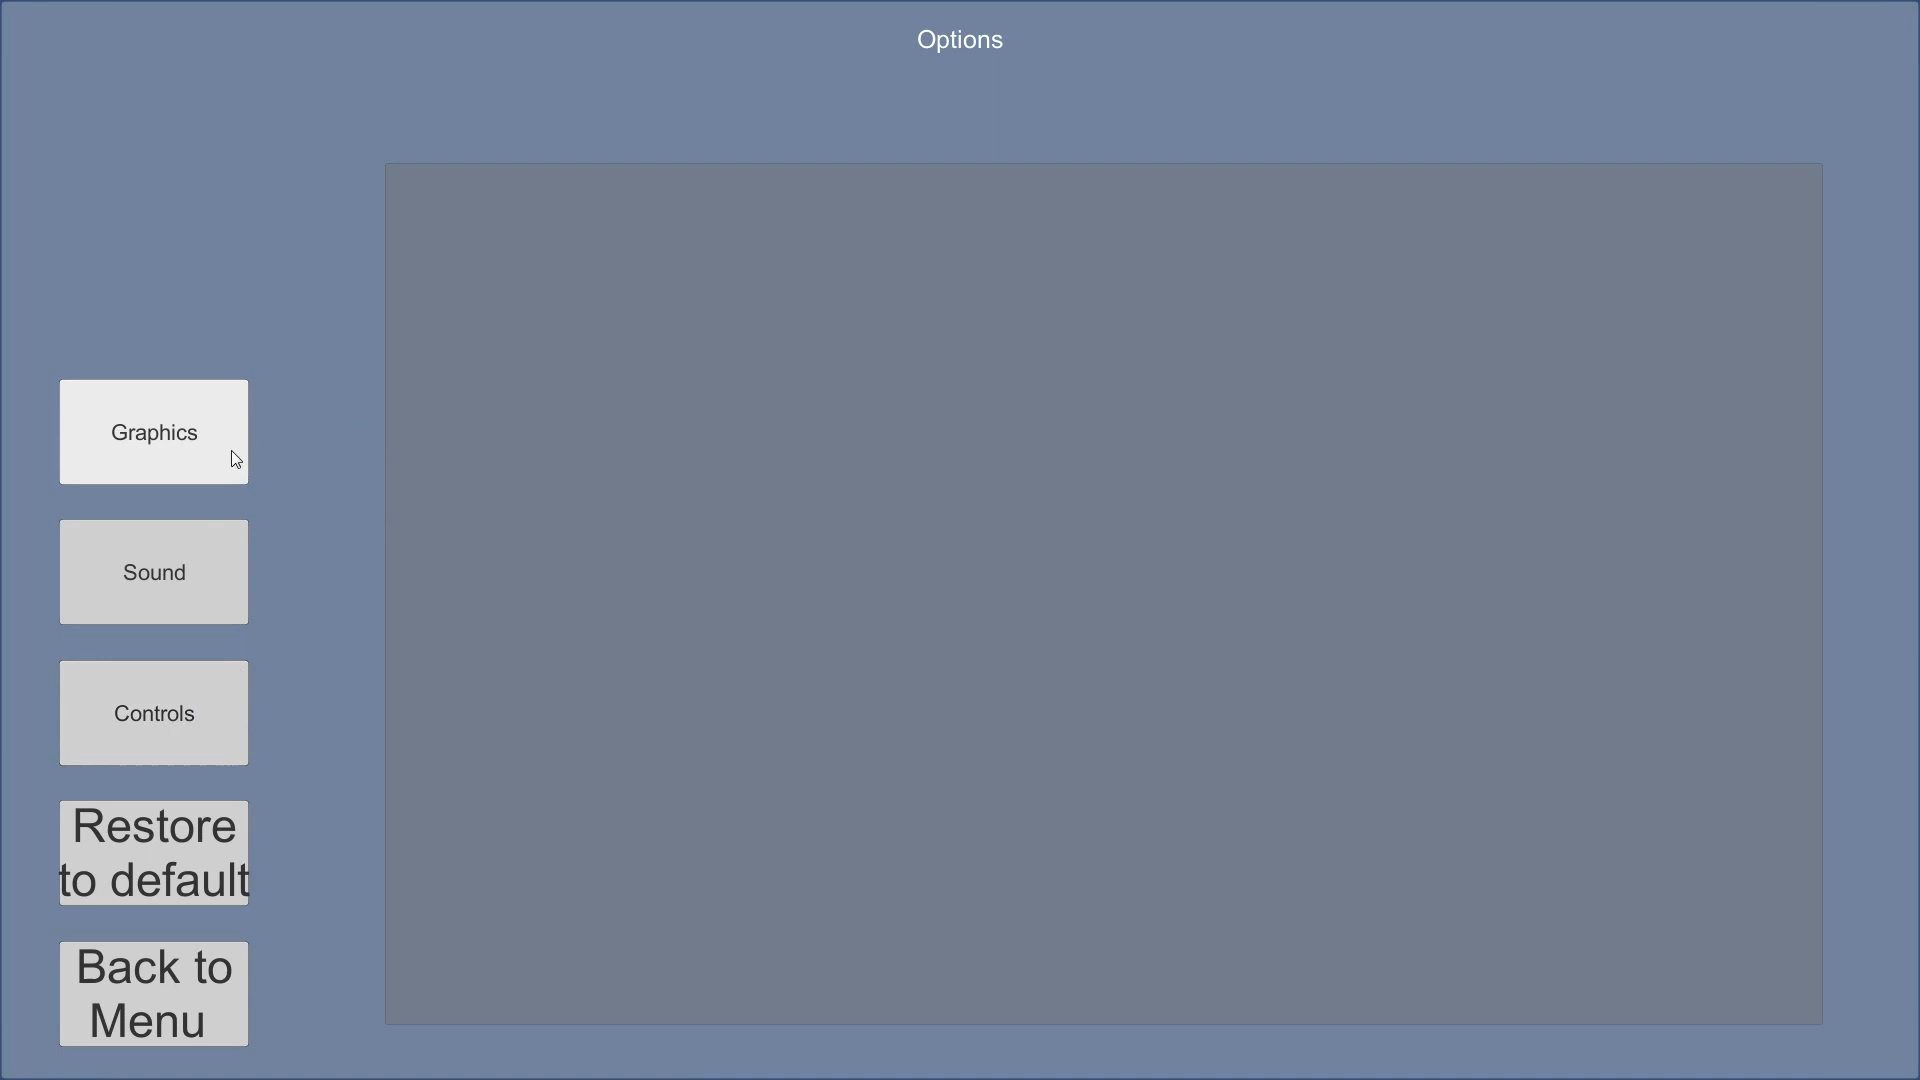 Options
Graphics
Sound
Controls
Restore
to default
Back to
Menu